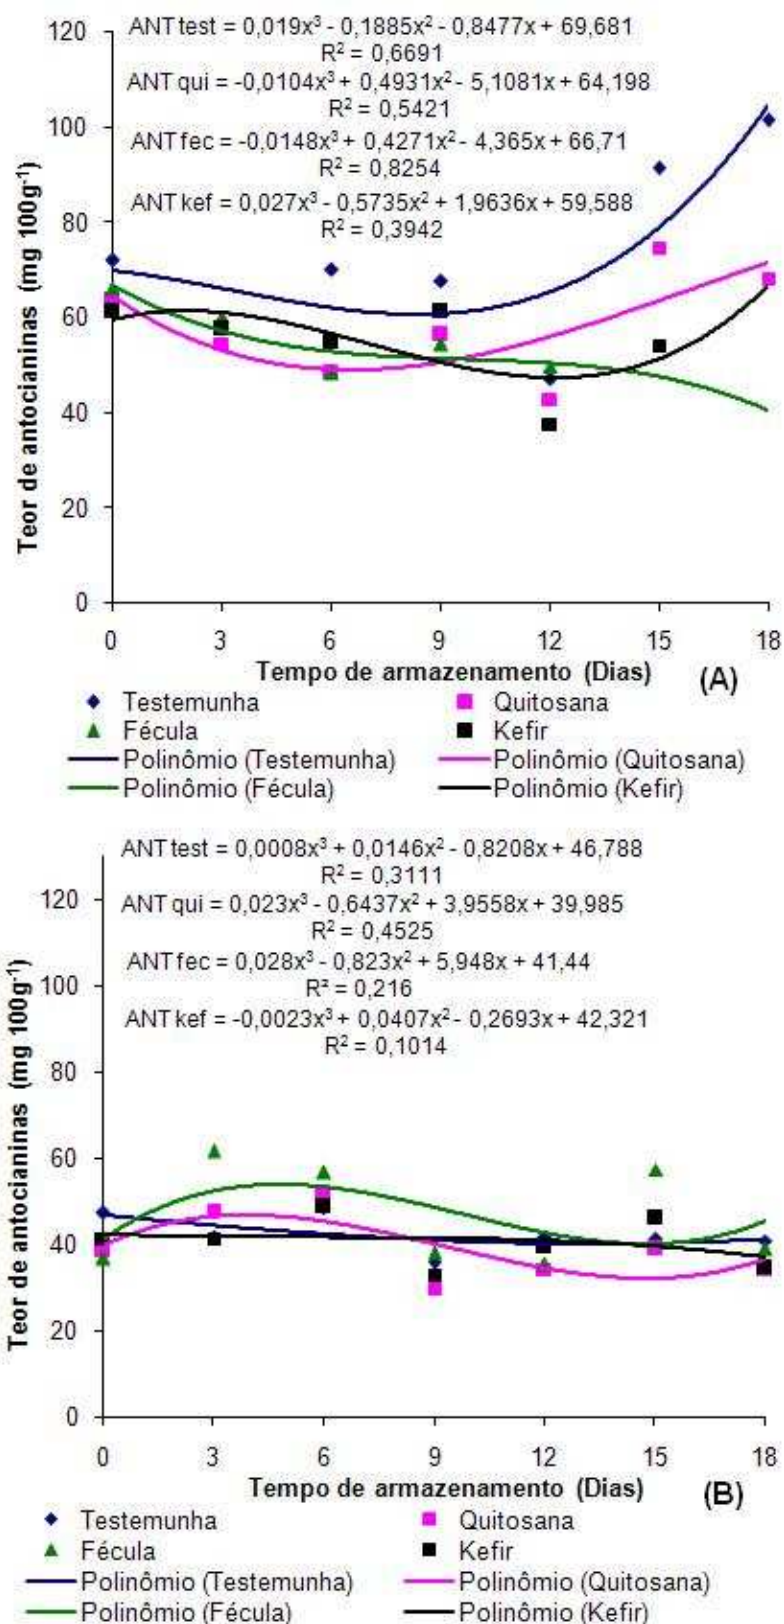 ANT test = 0,019x³ - 0,1885x² - 0,8477x + 69,681
R² = 0,6691
ANT qui = -0,0104x³ + 0,4931x² - 5,1081x + 64,198
R² = 0,5421
ANT fec = -0,0148x³ + 0,4271x² - 4,365x + 66,71
R² = 0,8254
ANT kef = 0,027x³ - 0,5735x² + 1,9636x + 59,588
R² = 0,3942
Teor de antocianinas (mg 100g⁻¹)
120
100
80
60
40
20
0
0 3 6 9 12 15 18
Tempo de armazenamento (Dias) (A)
Testemunha Quitosana
Fécula Kefir
Polinômio (Testemunha) Polinômio (Quitosana)
Polinômio (Fécula) Polinômio (Kefir)
ANT test = 0,0008x³ + 0,0146x² - 0,8208x + 46,788
R² = 0,3111
ANT qui = 0,023x³ - 0,6437x² + 3,9558x + 39,985
R² = 0,4525
ANT fec = 0,028x³ - 0,823x² + 5,948x + 41,44
R² = 0,216
ANT kef = -0,0023x³ + 0,0407x² - 0,2693x + 42,321
R² = 0,1014
Teor de antocianinas (mg 100g⁻¹)
120
100
80
60
40
20
0
0 3 6 9 12 15 18
Tempo de armazenamento (Dias) (B)
Testemunha Quitosana
Fécula Kefir
Polinômio (Testemunha) Polinômio (Quitosana)
Polinômio (Fécula) Polinômio (Kefir)